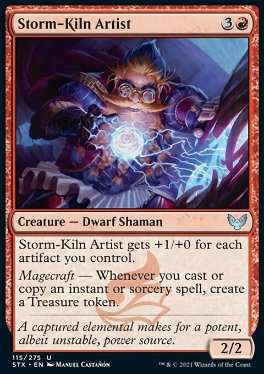 Storm-Kiln Artist 3
Creature — Dwarf Shaman
Storm-Kiln Artist gets +1/+0 for each
artifact you control.
Magecraft — Whenever you cast or
copy an instant or sorcery spell, create
a Treasure token.
A captured elemental makes for a potent,
albeit unstable, power source.
2/2
115/275 U
STX • EN MANUEL CASTAÑÓN
™ & © 2021 Wizards of the Coast